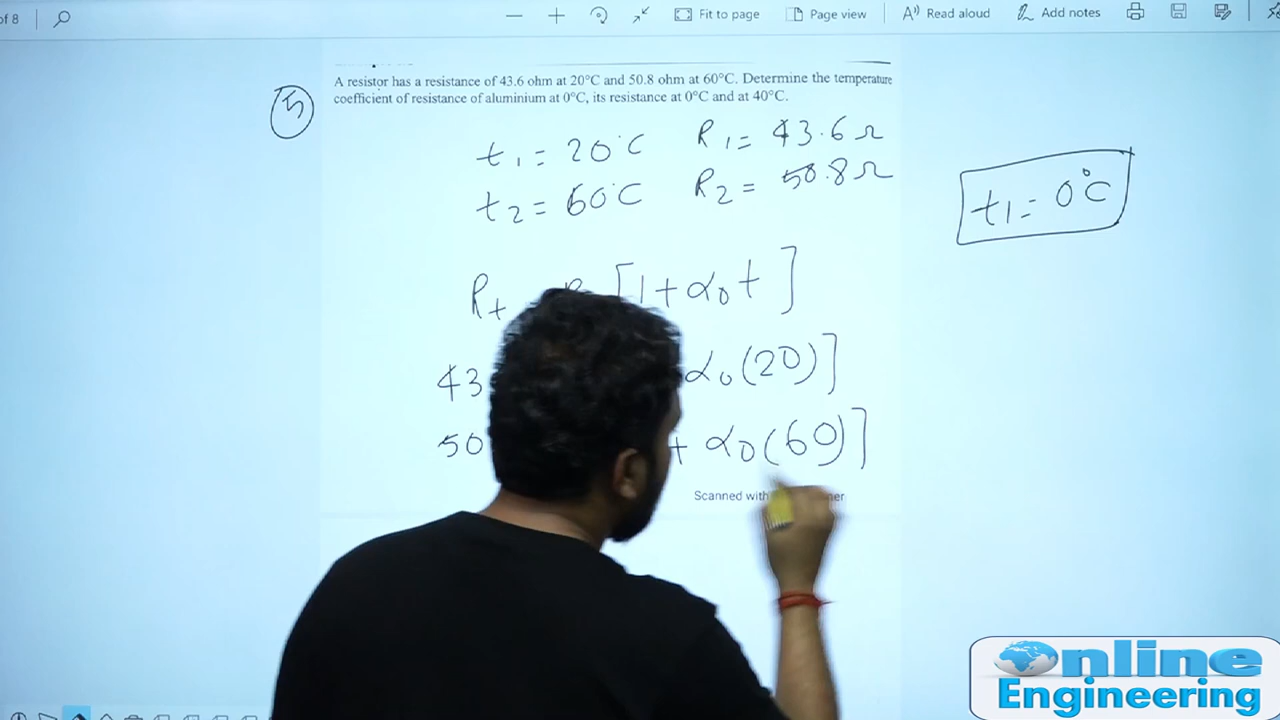 of 8
Fit to page
Page view
Read aloud
Add notes
A resistor has a resistance of 43.6 ohm at 20°C and 50.8 ohm at 60°C. Determine the temperature
coefficient of resistance of aluminium at 0°C, its resistance at 0°C and at 40°C.
5
t1 = 20°C R1 = 43.6 Ω
t2 = 60°C R2 = 50.8 Ω
t1 = 0°C
Rt [1 + α0 t]
43 α0 (20)]
50 + α0 (60)]
Scanned with
Online
Engineering